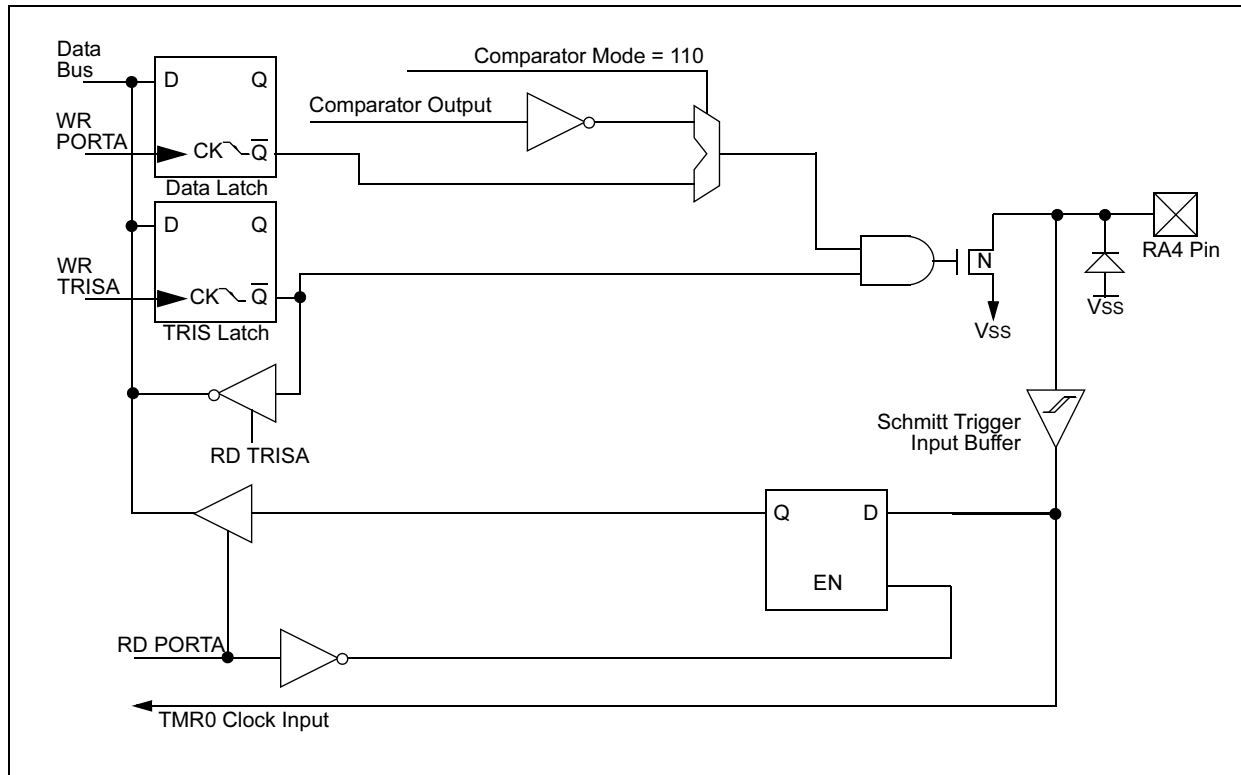 Data
Bus
D
Q
WR
PORTA
CK
Q
Data Latch
Comparator Mode = 110
Comparator Output
D
Q
WR
TRISA
CK
Q
TRIS Latch
N
VSS
RA4 Pin
VSS
RD TRISA
Schmitt Trigger
Input Buffer
Q
D
EN
RD PORTA
TMR0 Clock Input